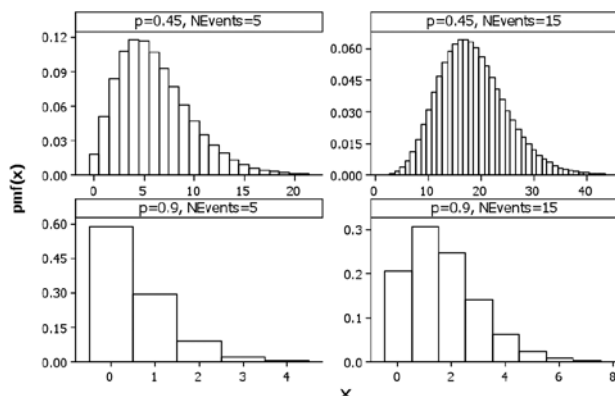 p=0.45, NEvents=5
p=0.45, NEvents=15
0.12
0.09
0.06
0.03
0.00
0 5 10 15 20
0.060
0.045
0.030
0.015
0.000
0 10 20 30 40
pmf(x)
p=0.9, NEvents=5
p=0.9, NEvents=15
0.60
0.45
0.30
0.15
0.00
0 1 2 3 4
0.3
0.2
0.1
0.0
0 2 4 6 8
X